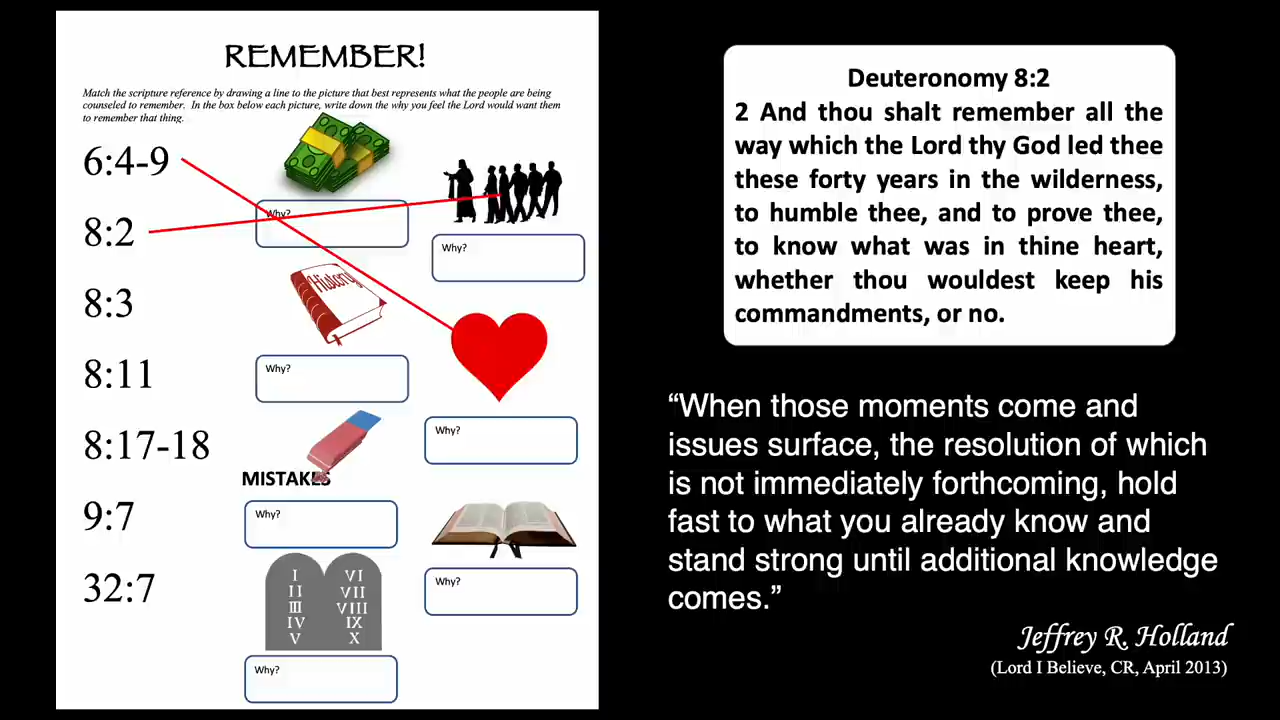 REMEMBER!
Match the scripture reference by drawing a line to the picture that best represents what the people are being
counseled to remember. In the box below each picture, write down the why you feel the Lord would want them
to remember that thing.
6:4-9
8:2
8:3
8:11
8:17-18
9:7
32:7
Why?
Why?
History
Why?
Why?
MISTAKES
Why?
Why?
I VI
II VII
III VIII
IV IX
V X
Why?
Deuteronomy 8:2
2 And thou shalt remember all the
way which the Lord thy God led thee
these forty years in the wilderness,
to humble thee, and to prove thee,
to know what was in thine heart,
whether thou wouldest keep his
commandments, or no.
“When those moments come and
issues surface, the resolution of which
is not immediately forthcoming, hold
fast to what you already know and
stand strong until additional knowledge
comes.”
Jeffrey R. Holland
(Lord I Believe, CR, April 2013)